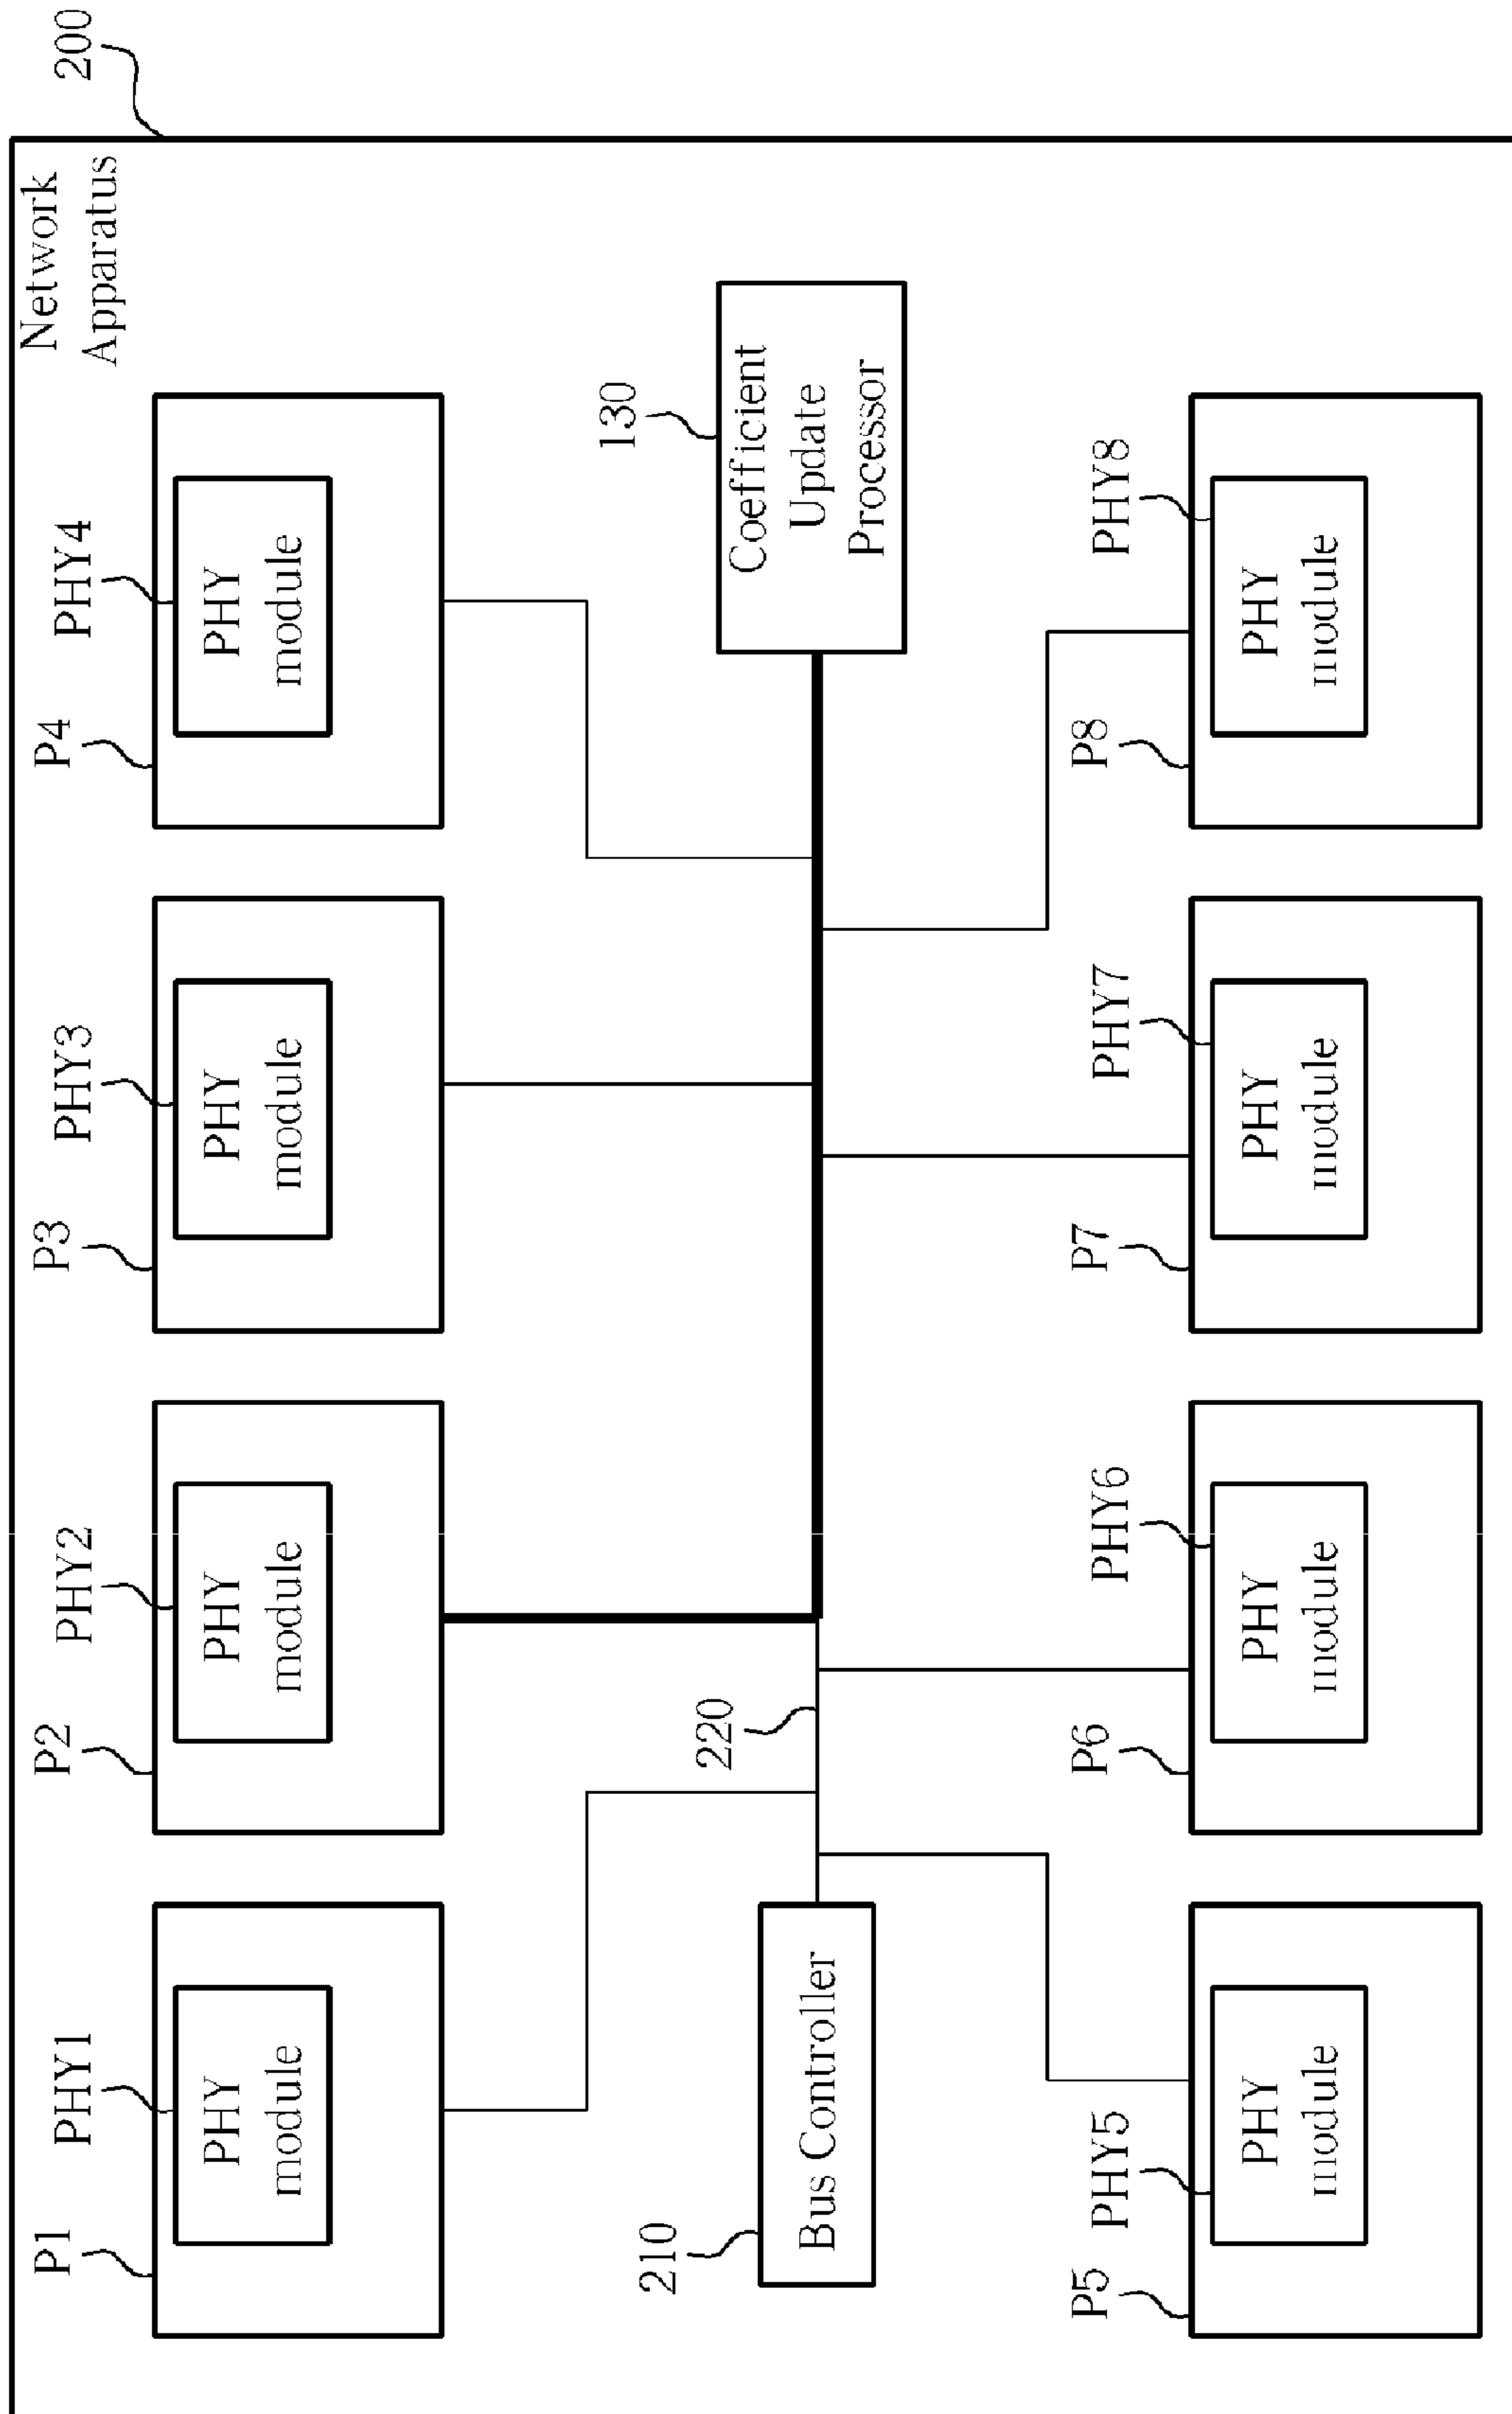 200
Network
Apparatus
PHY1
PHY2
PHY3
PHY4
P1
P2
P3
P4
PHY
module
PHY
module
PHY
module
PHY
module
130
Coefficient
Update
Processor
220
210
Bus Controller
PHY5
PHY6
PHY7
PHY8
P5
P6
P7
P8
PHY
module
PHY
module
PHY
module
PHY
module